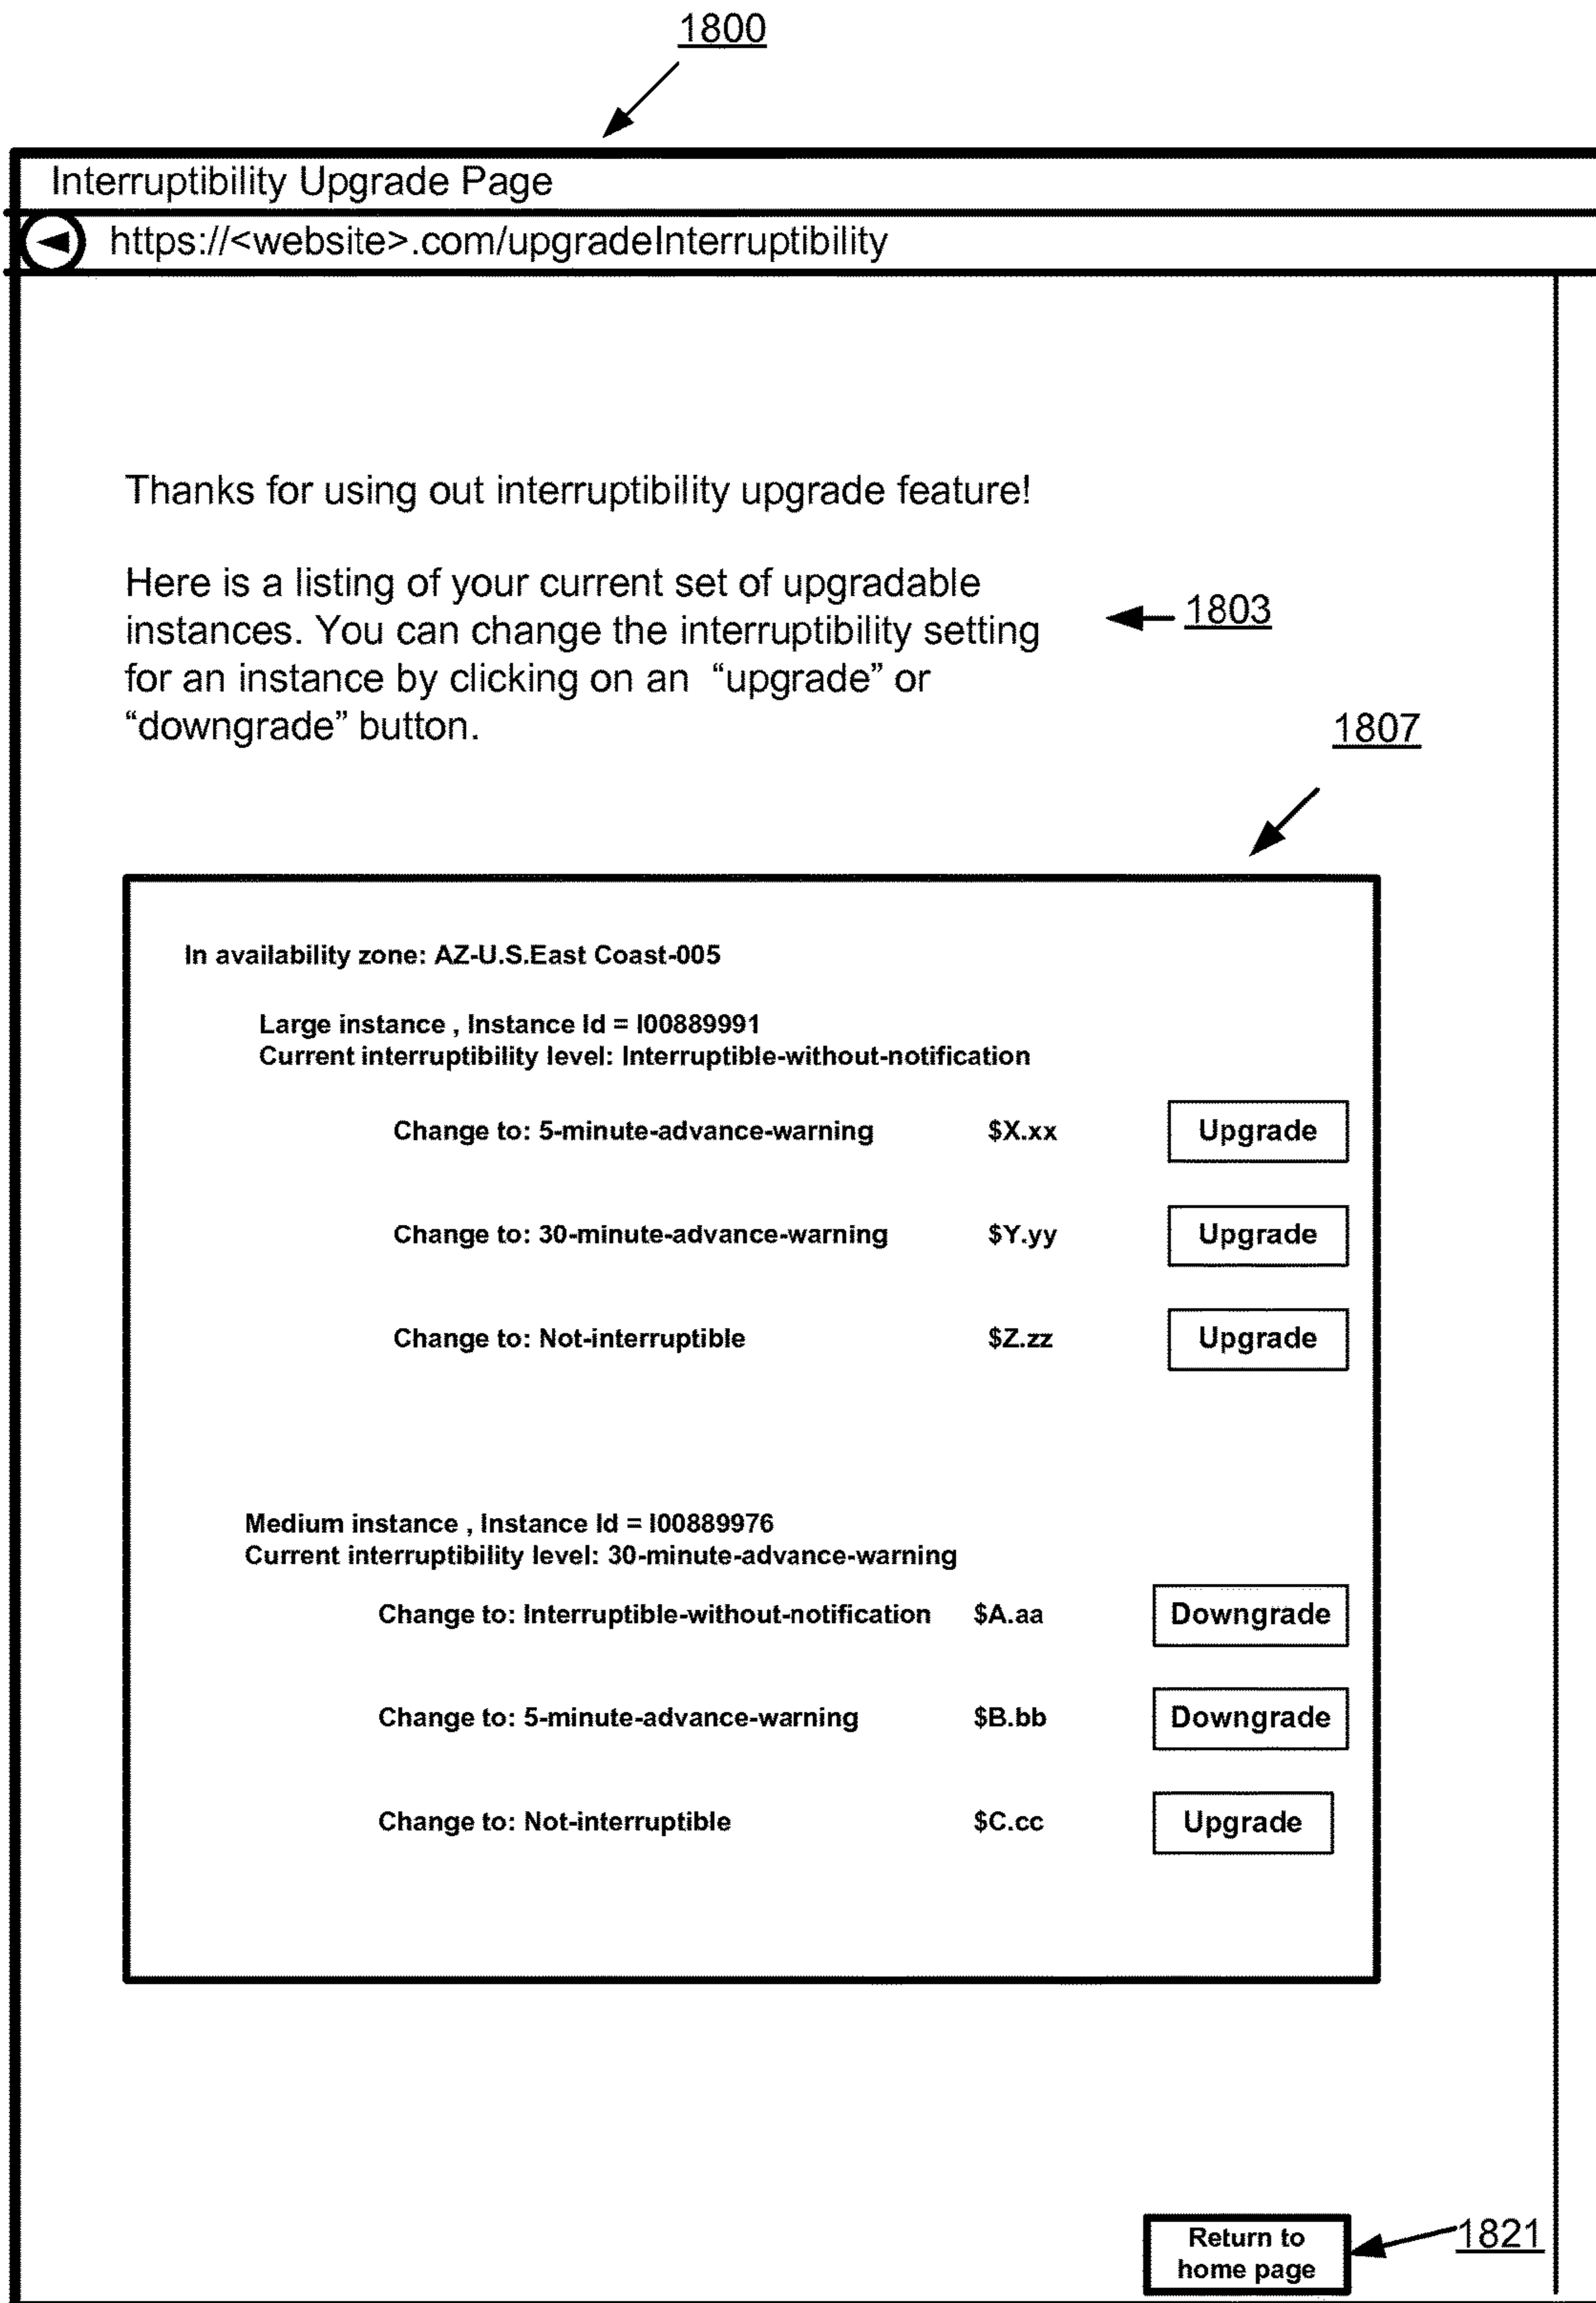 1800
Interruptibility Upgrade Page
https://<website>.com/upgradeInterruptibility
Thanks for using out interruptibility upgrade feature!
Here is a listing of your current set of upgradable
instances. You can change the interruptibility setting
for an instance by clicking on an “upgrade” or
“downgrade” button.
1803
1807
In availability zone: AZ-U.S.East Coast-005
Large instance , Instance Id = I00889991
Current interruptibility level: Interruptible-without-notification
Change to: 5-minute-advance-warning $X.xx Upgrade
Change to: 30-minute-advance-warning $Y.yy Upgrade
Change to: Not-interruptible $Z.zz Upgrade
Medium instance , Instance Id = I00889976
Current interruptibility level: 30-minute-advance-warning
Change to: Interruptible-without-notification $A.aa Downgrade
Change to: 5-minute-advance-warning $B.bb Downgrade
Change to: Not-interruptible $C.cc Upgrade
Return to
home page
1821